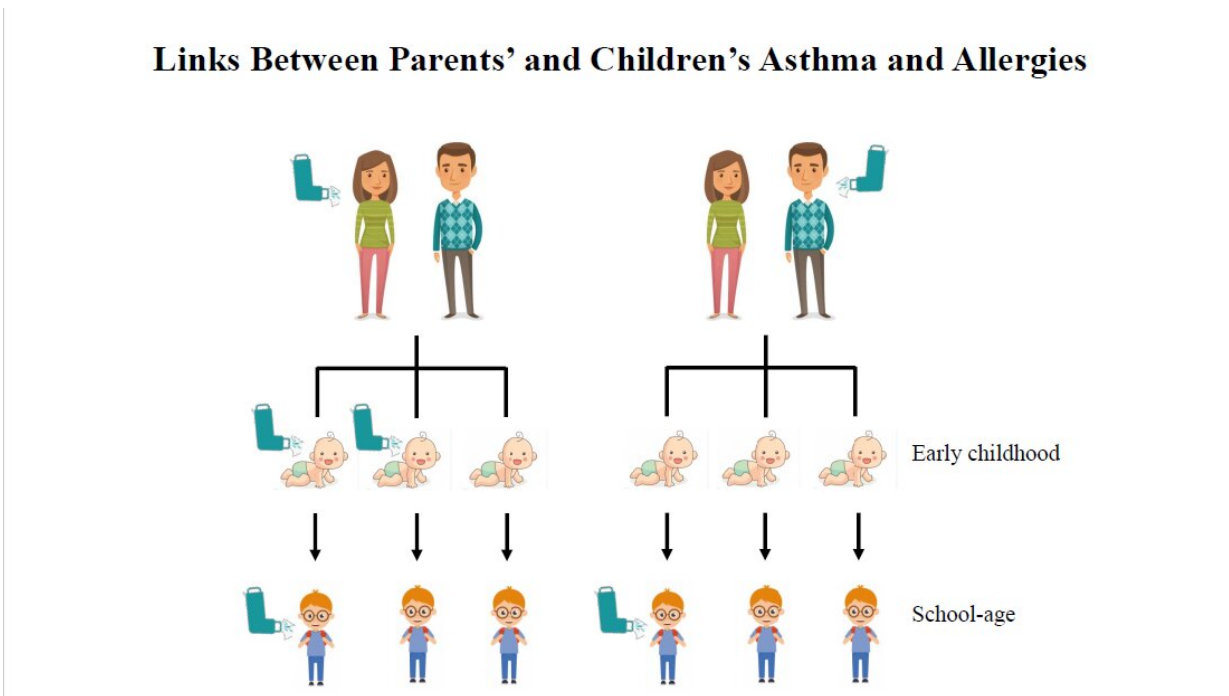 Links Between Parents’ and Children’s Asthma and Allergies
Early childhood
School-age